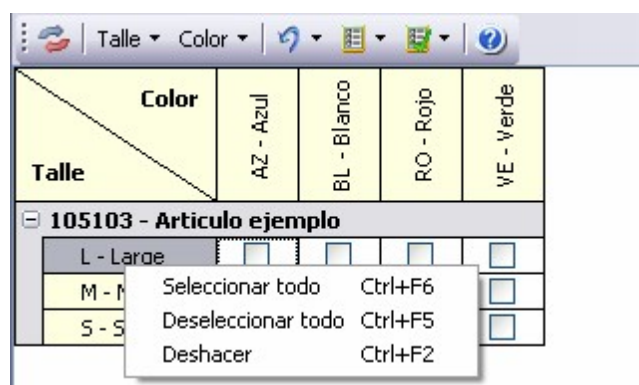 Talle Color
Color
Talle
AZ - Azul
BL - Blanco
RO - Rojo
VE - Verde
105103 - Articulo ejemplo
L - Large
M - M
Seleccionar todo Ctrl+F6
S - S
Deseleccionar todo Ctrl+F5
Deshacer Ctrl+F2